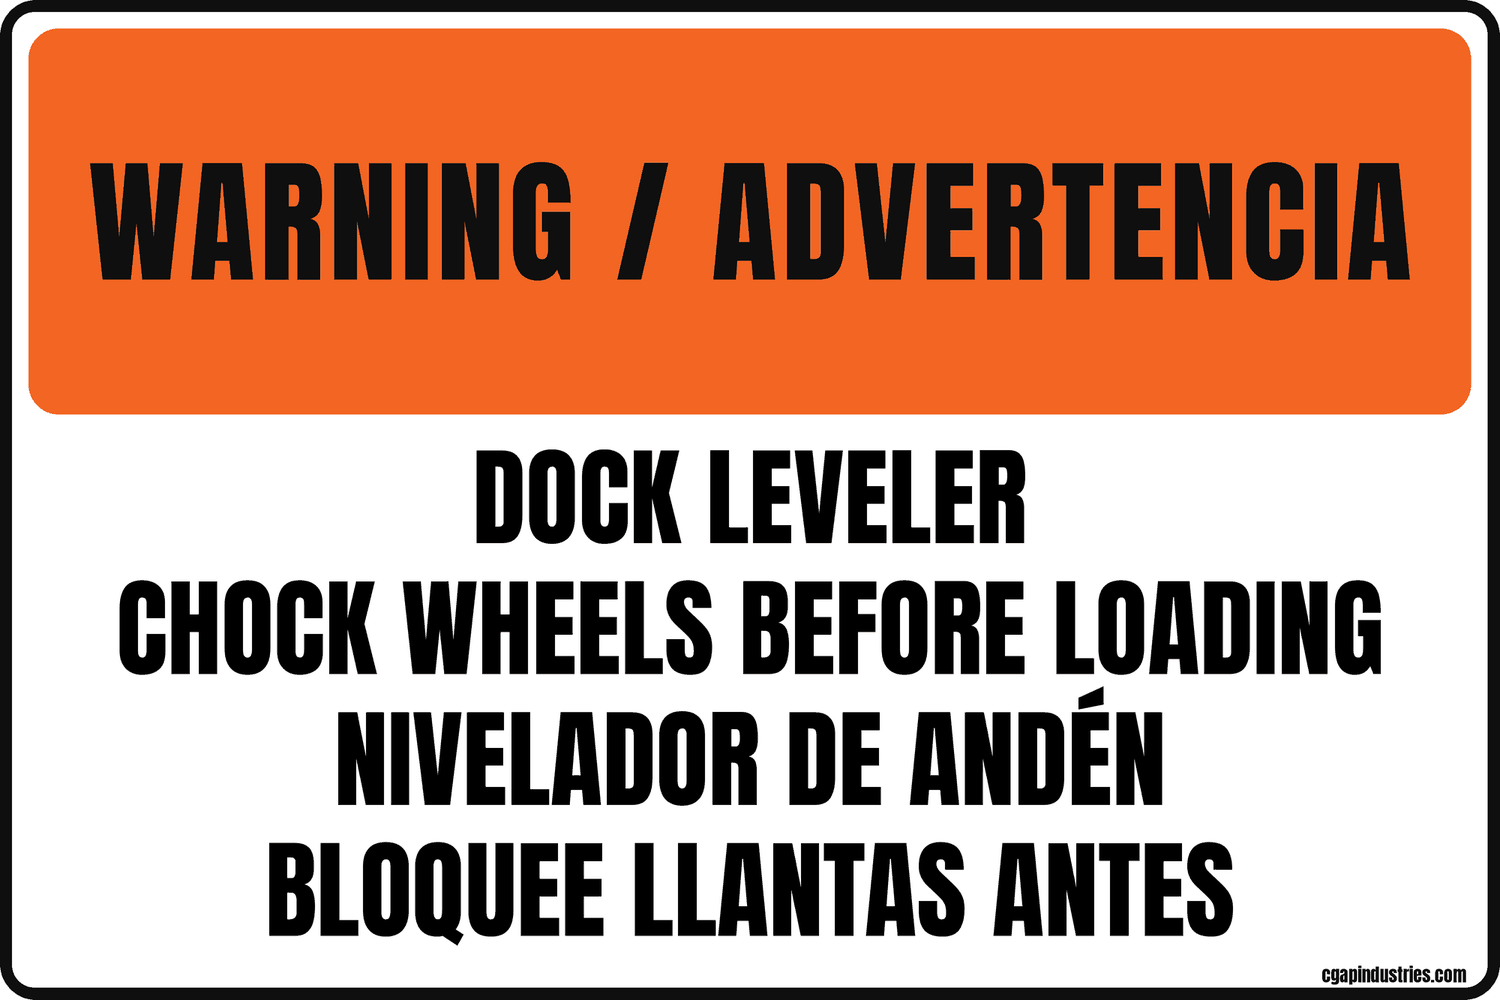 WARNING / ADVERTENCIA
DOCK LEVELER
CHOCK WHEELS BEFORE LOADING
NIVELADOR DE ANDÉN
BLOQUEE LLANTAS ANTES
cgapindustries.com